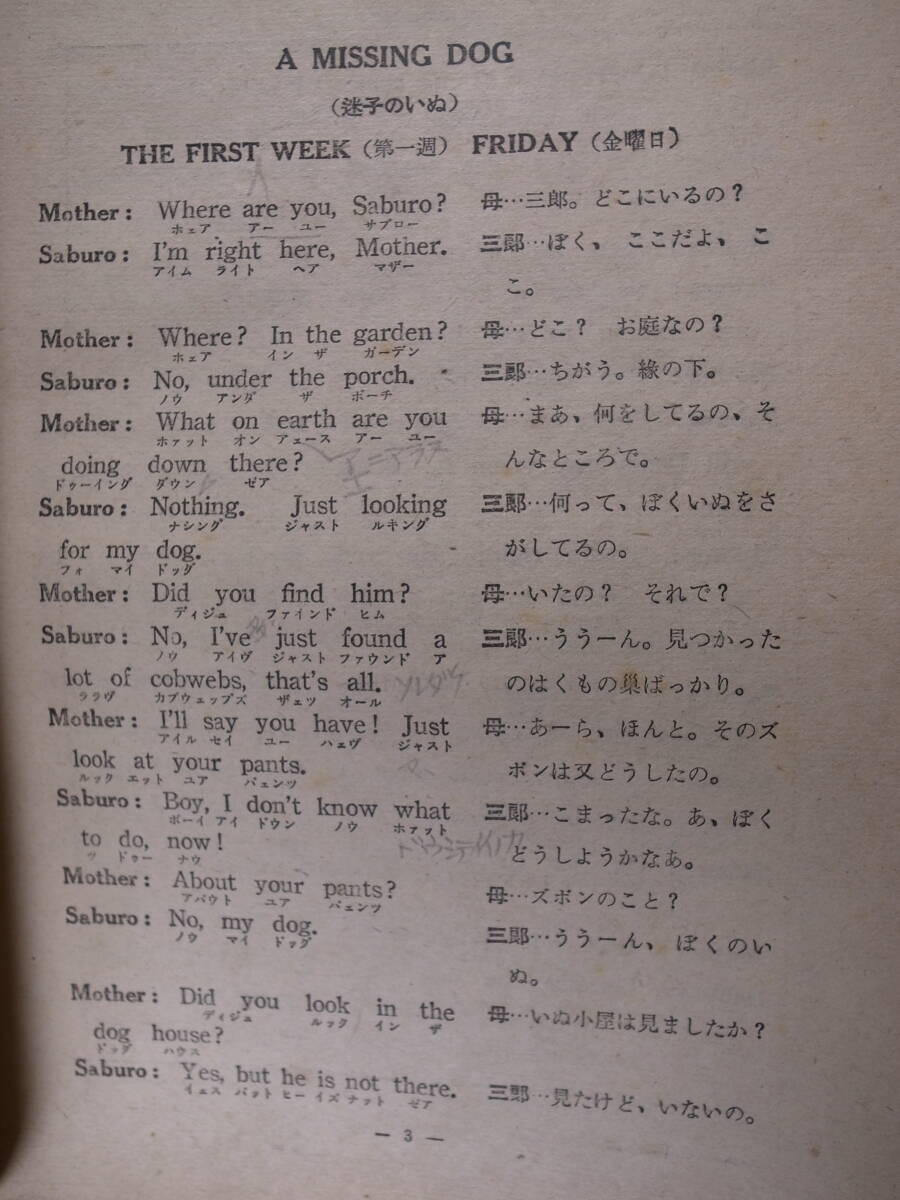 A MISSING DOG
(迷子のいぬ)
THE FIRST WEEK (第一週) FRIDAY (金曜日)
Mother: Where are you, Saburo? 母…三郎。どこにいるの?
ホェア アー ユー サブロー
Saburo: I'm right here, Mother. 三郎…ぼく、ここだよ、こ
アイム ライト ヘア マザー
こ。
Mother: Where? In the garden? 母…どこ? お庭なの?
ホェア イン ザ ガーデン
Saburo: No, under the porch. 三郎…ちがう。縁の下。
ノウ アンダ ザ ポーチ
Mother: What on earth are you 母…まあ、何をしてるの、そ
ホァット オン アェース アー ユー
doing down there? んなところで。
ドゥーイング ダウン ゼア
Saburo: Nothing. Just looking 三郎…何って、ぼくいぬをさ
ナシング ジャスト ルキング
for my dog. がしてるの。
フォ マイ ドッグ
Mother: Did you find him? 母…いたの? それで?
ディジュ ファインド ヒム
Saburo: No, I've just found a 三郎…ううーん。見つかった
ノウ アイヴ ジャスト ファウンド ア
lot of cobwebs, that's all. のはくもの巣ばっかり。
ララヴ カブウェップズ ザェツ オール
Mother: I'll say you have! Just 母…あーら、ほんと。そのズ
アイル セイ ユー ハェヴ ジャスト
look at your pants. ボンは又どうしたの。
ルック エット ユア パェンツ
Saburo: Boy, I don't know what 三郎…こまったな。あ、ぼく
ボーイ アイ ドウン ノウ ホァット
to do, now! どうしようかなあ。
ツ ドゥー ナウ
Mother: About your pants? 母…ズボンのこと?
アバウト ユア パェンツ
Saburo: No, my dog. 三郎…ううーん、ぼくのい
ノウ マイ ドッグ
ぬ。
Mother: Did you look in the 母…いぬ小屋は見ましたか?
ディジュ ルック イン ザ
dog house?
ドッグ ハウス
Saburo: Yes, but he is not there. 三郎…見たけど、いないの。
イェス バット ヒー イズ ナット ゼア
— 3 —